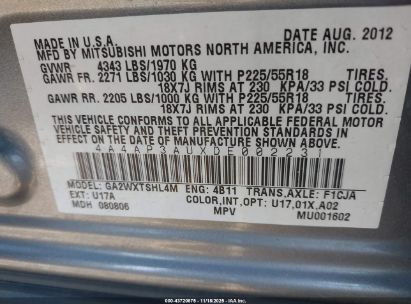 MADE IN U.S.A. DATE AUG. 2012
MFD BY MITSUBISHI MOTORS NORTH AMERICA, INC.
GVWR 4343 LBS/1970 KG
GAWR FR. 2271 LBS/1030 KG WITH P225/55R18 TIRES.
18X7J RIMS AT 230 KPA/33 PSI COLD.
GAWR RR. 2205 LBS/1000 KG WITH P225/55R18 TIRES.
18X7J RIMS AT 230 KPA/33 PSI COLD.
THIS VEHICLE CONFORMS TO ALL APPLICABLE FEDERAL MOTOR
VEHICLE SAFETY AND THEFT PREVENTION STANDARDS IN
EFFECT ON THE DATE OF MANUFACTURE SHOWN ABOVE.
4A4AP3AUXDE002231
MODEL: GA2WXTSHL4M ENG: 4B11 TRANS,AXLE: F1CJA
EXT: U17A COLOR,INT,OPT: U17,01X,A02
MDH 080806 MPV MU001602